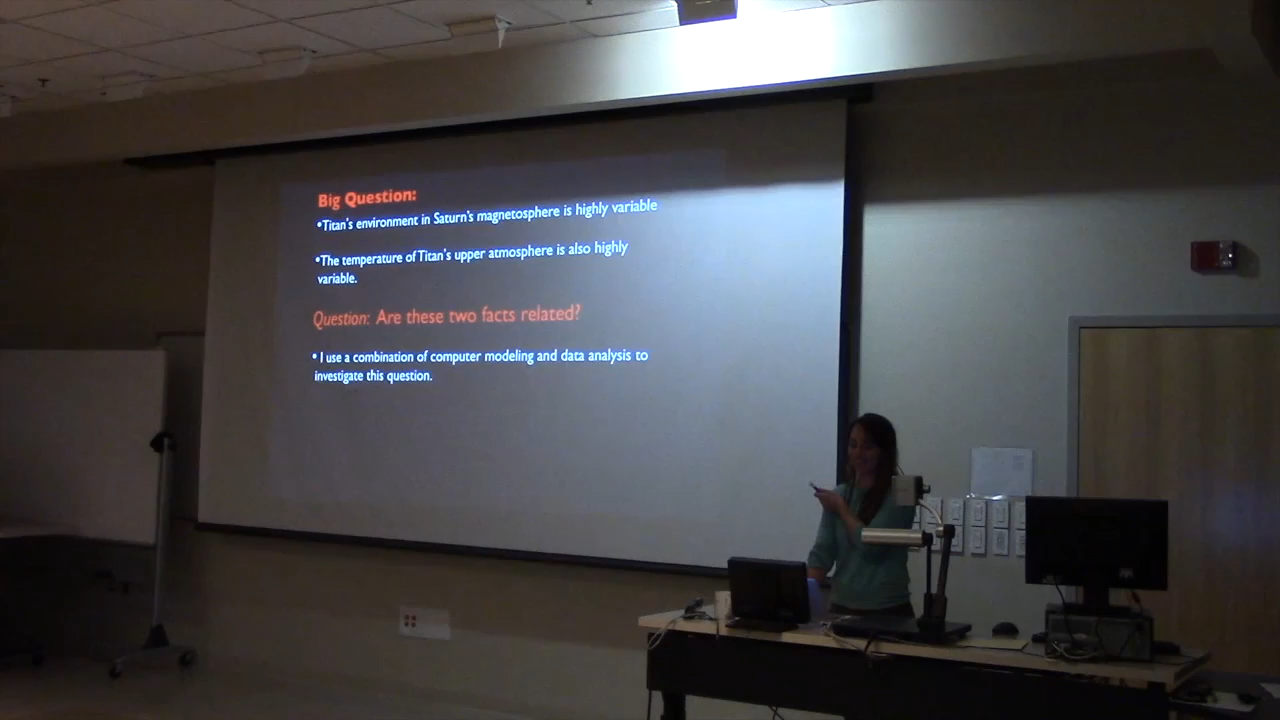 Big Question:
•Titan's environment in Saturn's magnetosphere is highly variable
•The temperature of Titan's upper atmosphere is also highly
variable.
Question: Are these two facts related?
• I use a combination of computer modeling and data analysis to
investigate this question.